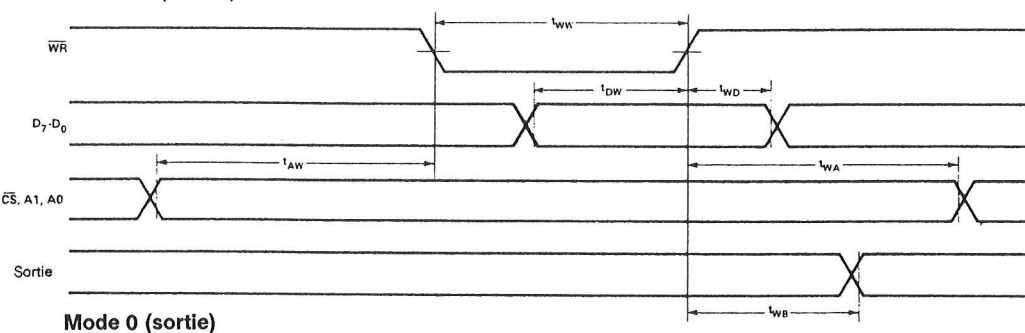 tWW
WR
tDW
tWD
D7-D0
tAW
tWA
CS, A1, A0
Sortie
tWB
Mode 0 (sortie)